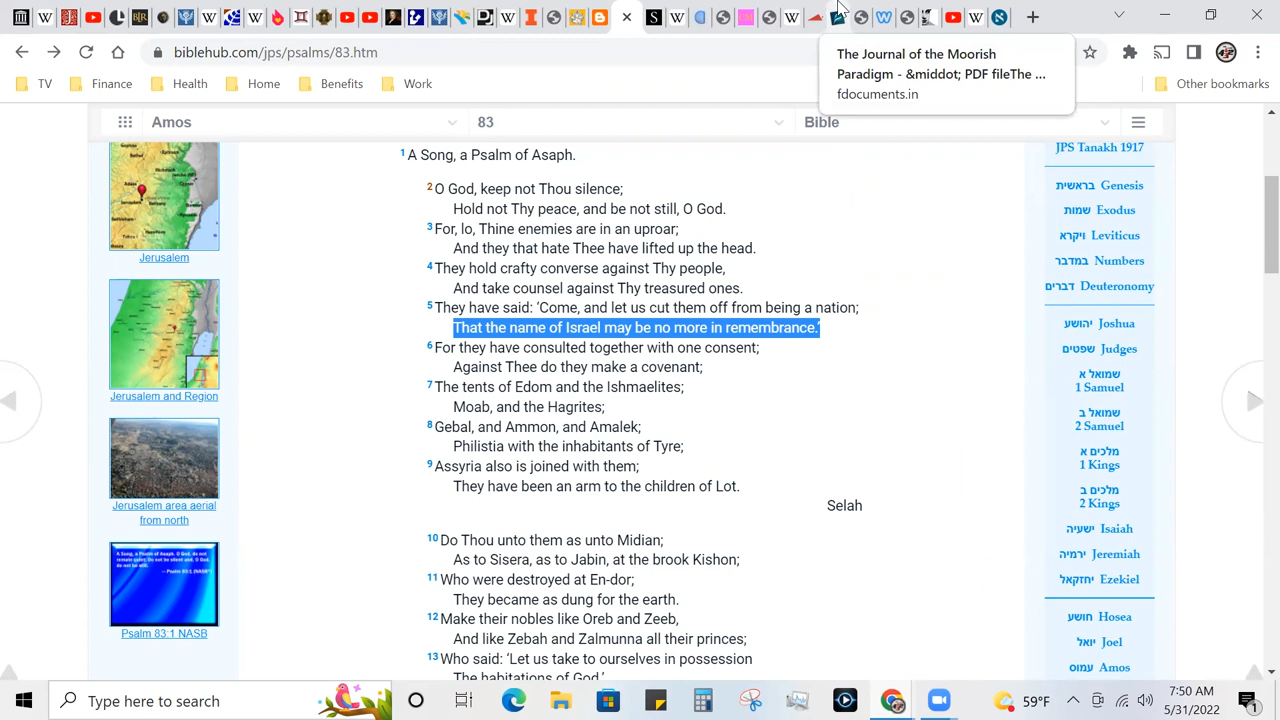 biblehub.com/jps/psalms/83.htm
The Journal of the Moorish
Paradigm - &middot; PDF fileThe ...
fdocuments.in
TV
Finance
Health
Home
Benefits
Work
Other bookmarks
Amos
83
Bible
Jerusalem
Jerusalem and Region
Jerusalem area aerial
from north
Psalm 83:1 NASB
1 A Song, a Psalm of Asaph.
2 O God, keep not Thou silence;
Hold not Thy peace, and be not still, O God.
3 For, lo, Thine enemies are in an uproar;
And they that hate Thee have lifted up the head.
4 They hold crafty converse against Thy people,
And take counsel against Thy treasured ones.
5 They have said: ‘Come, and let us cut them off from being a nation;
That the name of Israel may be no more in remembrance.’
6 For they have consulted together with one consent;
Against Thee do they make a covenant;
7 The tents of Edom and the Ishmaelites;
Moab, and the Hagrites;
8 Gebal, and Ammon, and Amalek;
Philistia with the inhabitants of Tyre;
9 Assyria also is joined with them;
They have been an arm to the children of Lot.
Selah
10 Do Thou unto them as unto Midian;
As to Sisera, as to Jabin, at the brook Kishon;
11 Who were destroyed at En-dor;
They became as dung for the earth.
12 Make their nobles like Oreb and Zeeb,
And like Zebah and Zalmunna all their princes;
13 Who said: ‘Let us take to ourselves in possession
The habitations of God.’
JPS Tanakh 1917
בראשית Genesis
שמות Exodus
ויקרא Leviticus
במדבר Numbers
דברים Deuteronomy
יהושע Joshua
שפטים Judges
שמואל א
1 Samuel
שמואל ב
2 Samuel
מלכים א
1 Kings
מלכים ב
2 Kings
ישעיה Isaiah
ירמיה Jeremiah
יחזקאל Ezekiel
הושע Hosea
יואל Joel
עמוס Amos
Type here to search
59°F
7:50 AM
5/31/2022